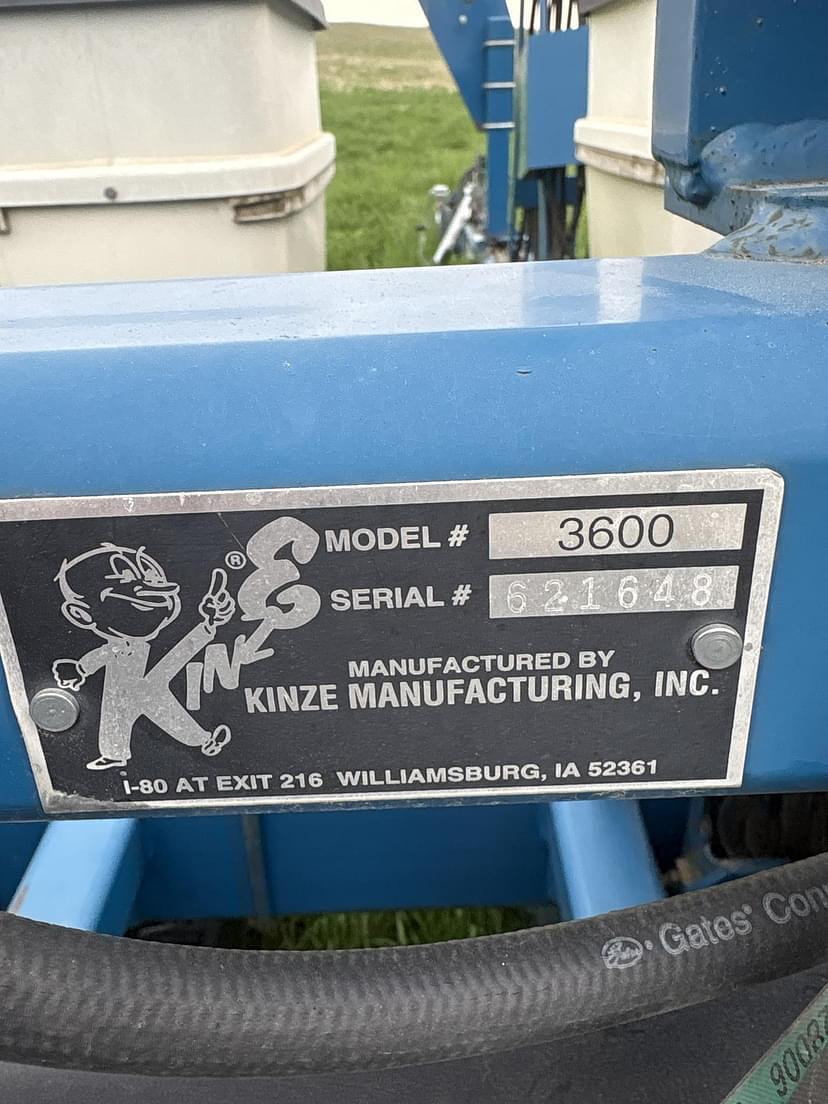 KINZE ®
MODEL # 3600
SERIAL # 621648
MANUFACTURED BY
KINZE MANUFACTURING, INC.
i-80 AT EXIT 216 WILLIAMSBURG, IA 52361
Gates®